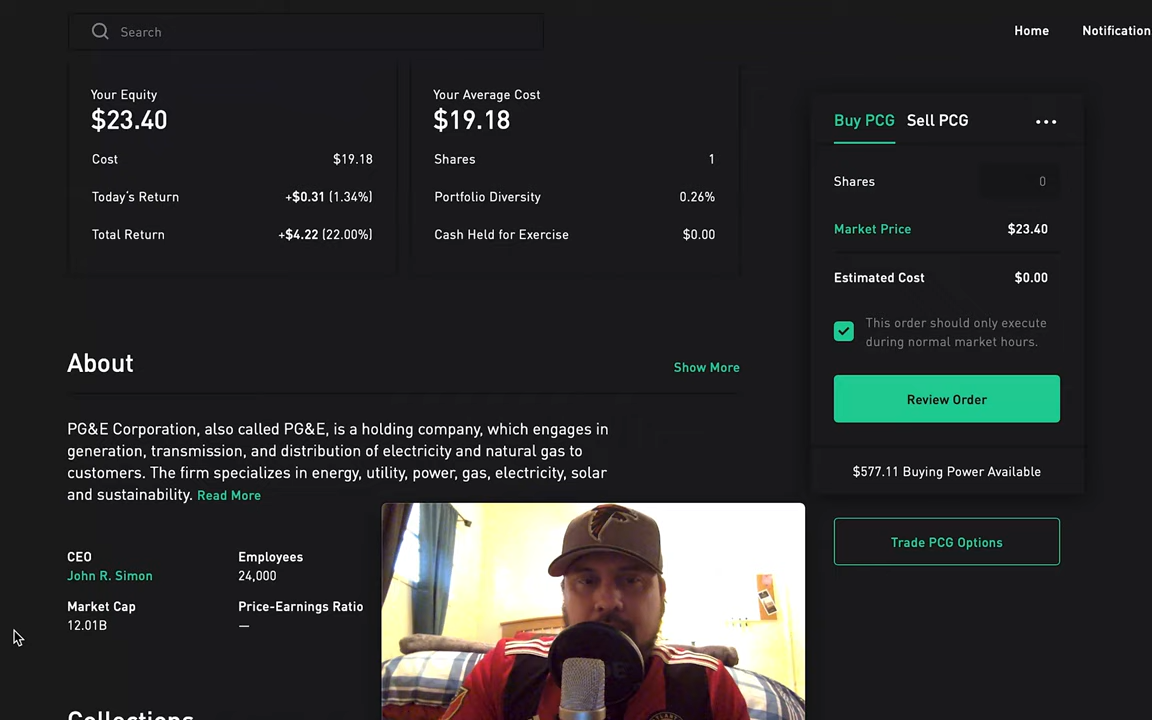 Search
Home
Notification
Your Equity
$23.40
Cost
$19.18
Today's Return
+$0.31 (1.34%)
Total Return
+$4.22 (22.00%)
Your Average Cost
$19.18
Shares
1
Portfolio Diversity
0.26%
Cash Held for Exercise
$0.00
Buy PCG
Sell PCG
Shares
0
Market Price
$23.40
Estimated Cost
$0.00
This order should only execute
during normal market hours.
Review Order
$577.11 Buying Power Available
Trade PCG Options
About
Show More
PG&E Corporation, also called PG&E, is a holding company, which engages in
generation, transmission, and distribution of electricity and natural gas to
customers. The firm specializes in energy, utility, power, gas, electricity, solar
and sustainability. Read More
CEO
John R. Simon
Employees
24,000
Market Cap
12.01B
Price-Earnings Ratio
—
Collections